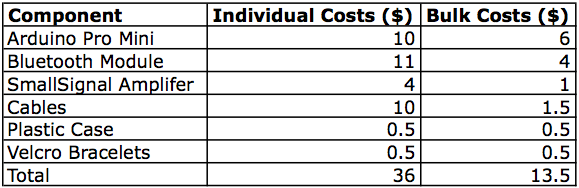 Component Individual Costs ($) Bulk Costs ($)
Arduino Pro Mini 10 6
Bluetooth Module 11 4
SmallSignal Amplifer 4 1
Cables 10 1.5
Plastic Case 0.5 0.5
Velcro Bracelets 0.5 0.5
Total 36 13.5